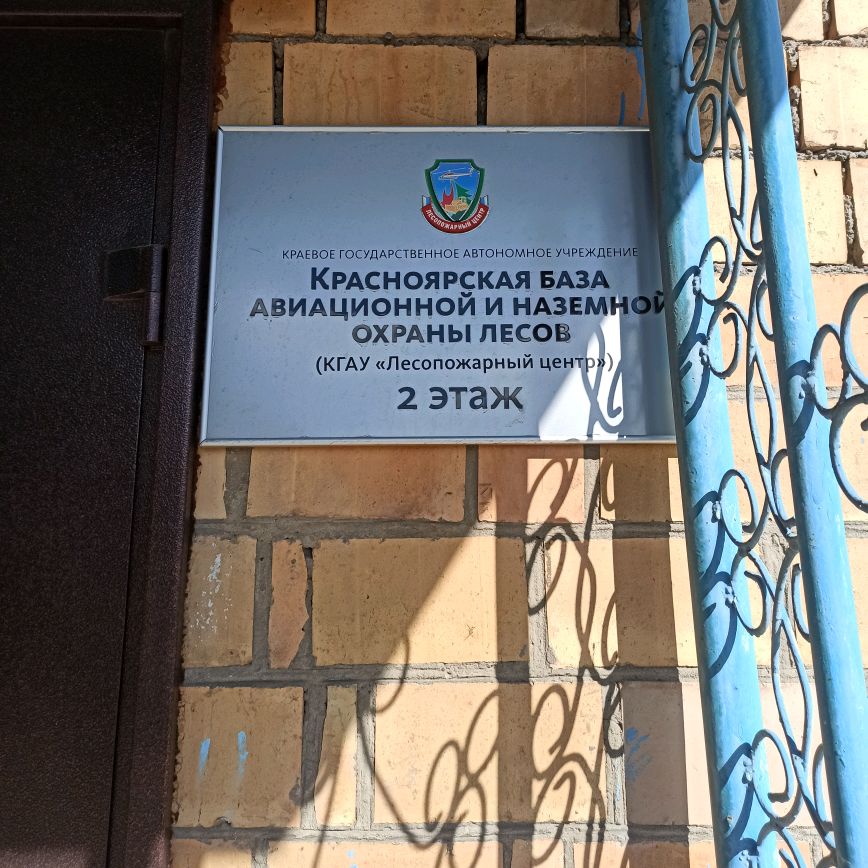 ЛЕСОПОЖАРНЫЙ ЦЕНТР
КРАЕВОЕ ГОСУДАРСТВЕННОЕ АВТОНОМНОЕ УЧРЕЖДЕНИЕ
КРАСНОЯРСКАЯ БАЗА
АВИАЦИОННОЙ И НАЗЕМНОЙ
ОХРАНЫ ЛЕСОВ
(КГАУ «Лесопожарный центр»)
2 этаж